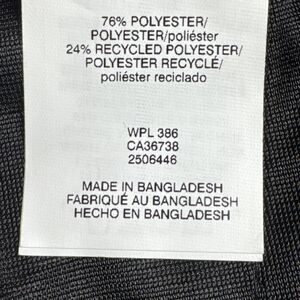 76% POLYESTER/
POLYESTER/poliéster
24% RECYCLED POLYESTER/
POLYESTER RECYCLÉ/
poliéster reciclado
WPL 386
CA36738
2506446
MADE IN BANGLADESH
FABRIQUÉ AU BANGLADESH
HECHO EN BANGLADESH